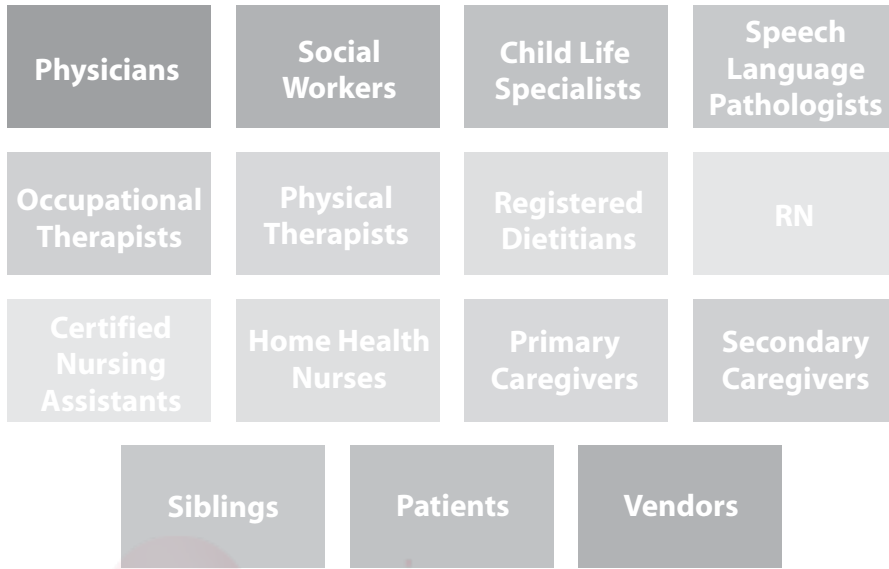 Physicians
Social
Workers
Child Life
Specialists
Speech
Language
Pathologists
Occupational
Therapists
Physical
Therapists
Registered
Dietitians
RN
Certified
Nursing
Assistants
Home Health
Nurses
Primary
Caregivers
Secondary
Caregivers
Siblings
Patients
Vendors